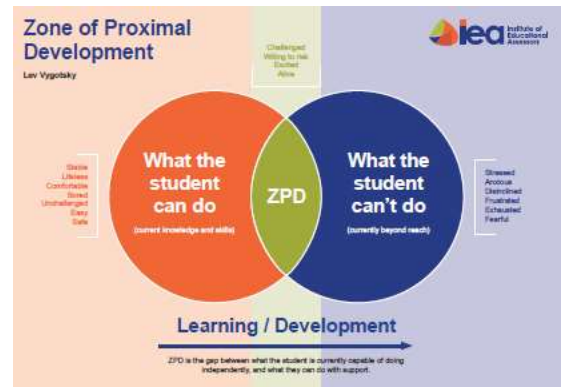 Zone of Proximal
Development
Lev Vygotsky
iea
Institute of
Educational
Assessors
Challenged
Willing to risk
Excited
Alive
Stable
Lifeless
Comfortable
Bored
Unchallenged
Easy
Safe
What the
student
can do
(current knowledge and skills)
ZPD
What the
student
can't do
(currently beyond reach)
Stressed
Anxious
Disinclined
Frustrated
Exhausted
Fearful
Learning / Development
ZPD is the gap between what the student is currently capable of doing
independently, and what they can do with support.